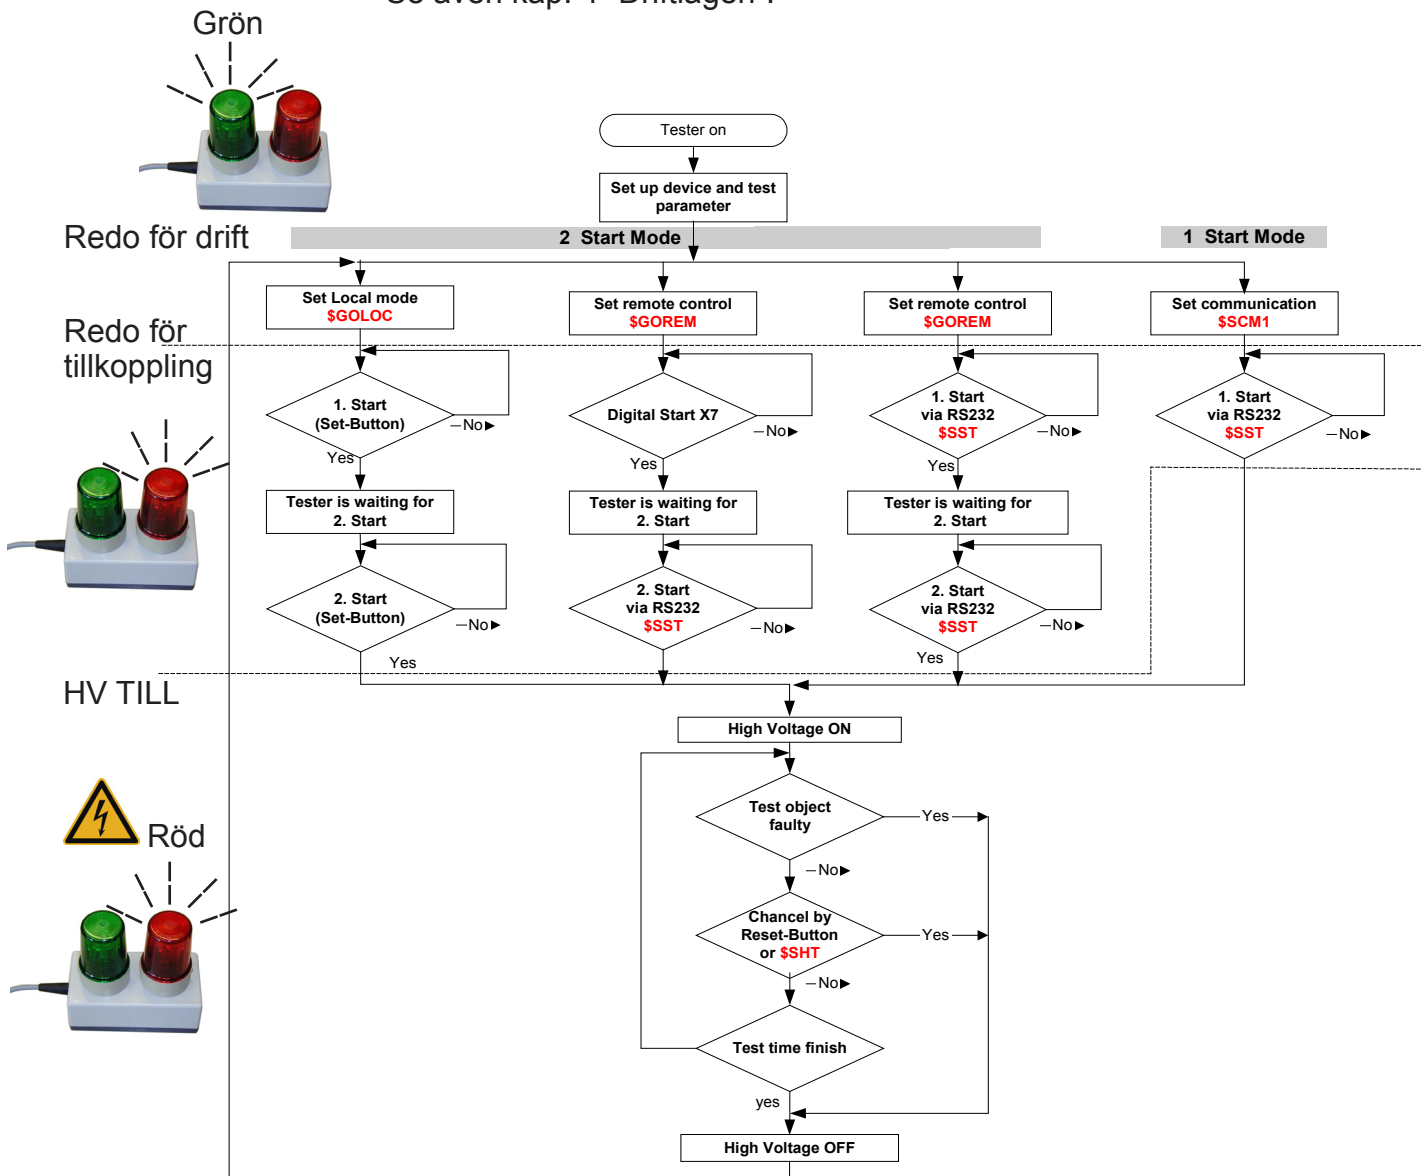 Grön
Tester on
Set up device and test
parameter
Redo för drift
2 Start Mode
1 Start Mode
Set Local mode
$GOLOC
Set remote control
$GOREM
Set remote control
$GOREM
Set communication
$SCM1
Redo för
tillkoppling
1. Start
(Set-Button)
No
Yes
Digital Start X7
No
Yes
1. Start
via RS232
$SST
No
Yes
1. Start
via RS232
$SST
No
Tester is waiting for
2. Start
Tester is waiting for
2. Start
Tester is waiting for
2. Start
2. Start
(Set-Button)
No
Yes
2. Start
via RS232
$SST
No
2. Start
via RS232
$SST
No
Yes
HV TILL
High Voltage ON
Test object
faulty
Yes
No
Röd
Chancel by
Reset-Button
or $SHT
Yes
No
Test time finish
yes
High Voltage OFF